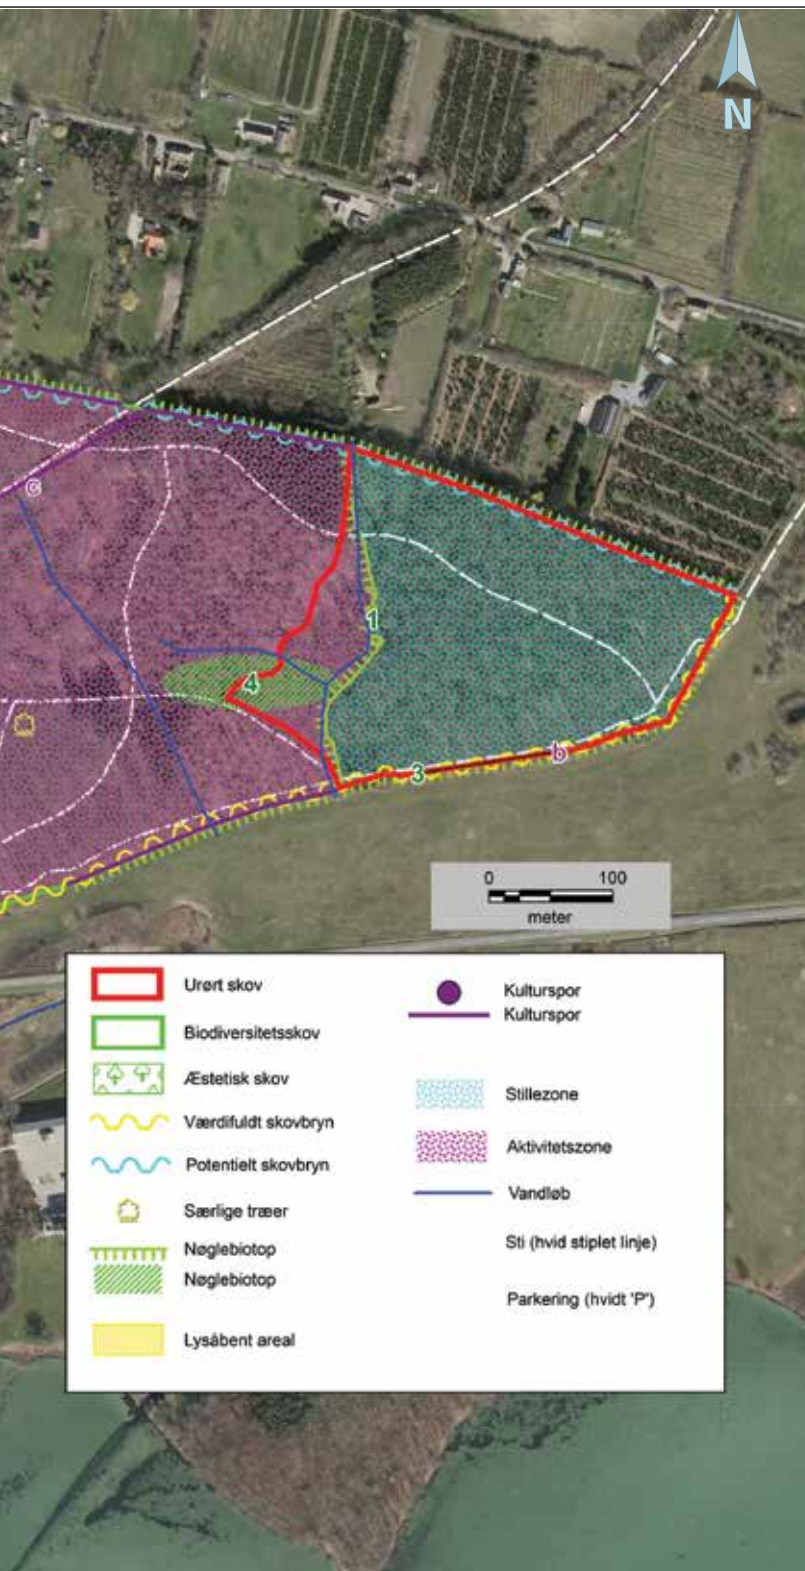 N
c
1
4
b
3
0 100
meter
Urørt skov
Biodiversitetsskov
Æstetisk skov
Værdifuldt skovbryn
Potentielt skovbryn
Særlige træer
Nøglebiotop
Nøglebiotop
Lysåbent areal
Kulturspor
Kulturspor
Stillezone
Aktivitetszone
Vandløb
Sti (hvid stiplet linje)
Parkering (hvidt 'P')